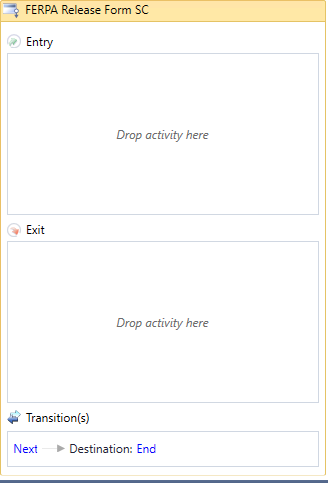 FERPA Release Form SC
Entry
Drop activity here
Exit
Drop activity here
Transition(s)
Next Destination: End